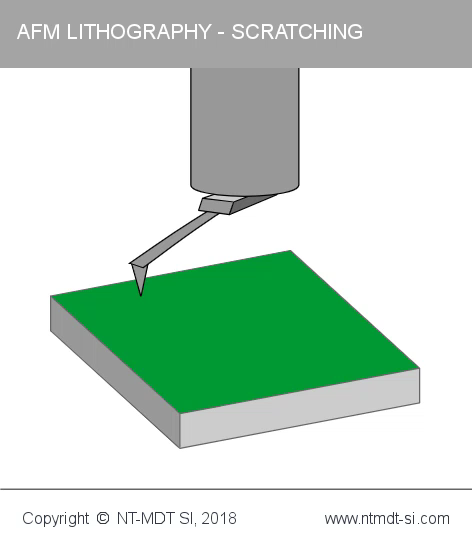 AFM LITHOGRAPHY - SCRATCHING
Copyright © NT-MDT SI, 2018
www.ntmdt-si.com